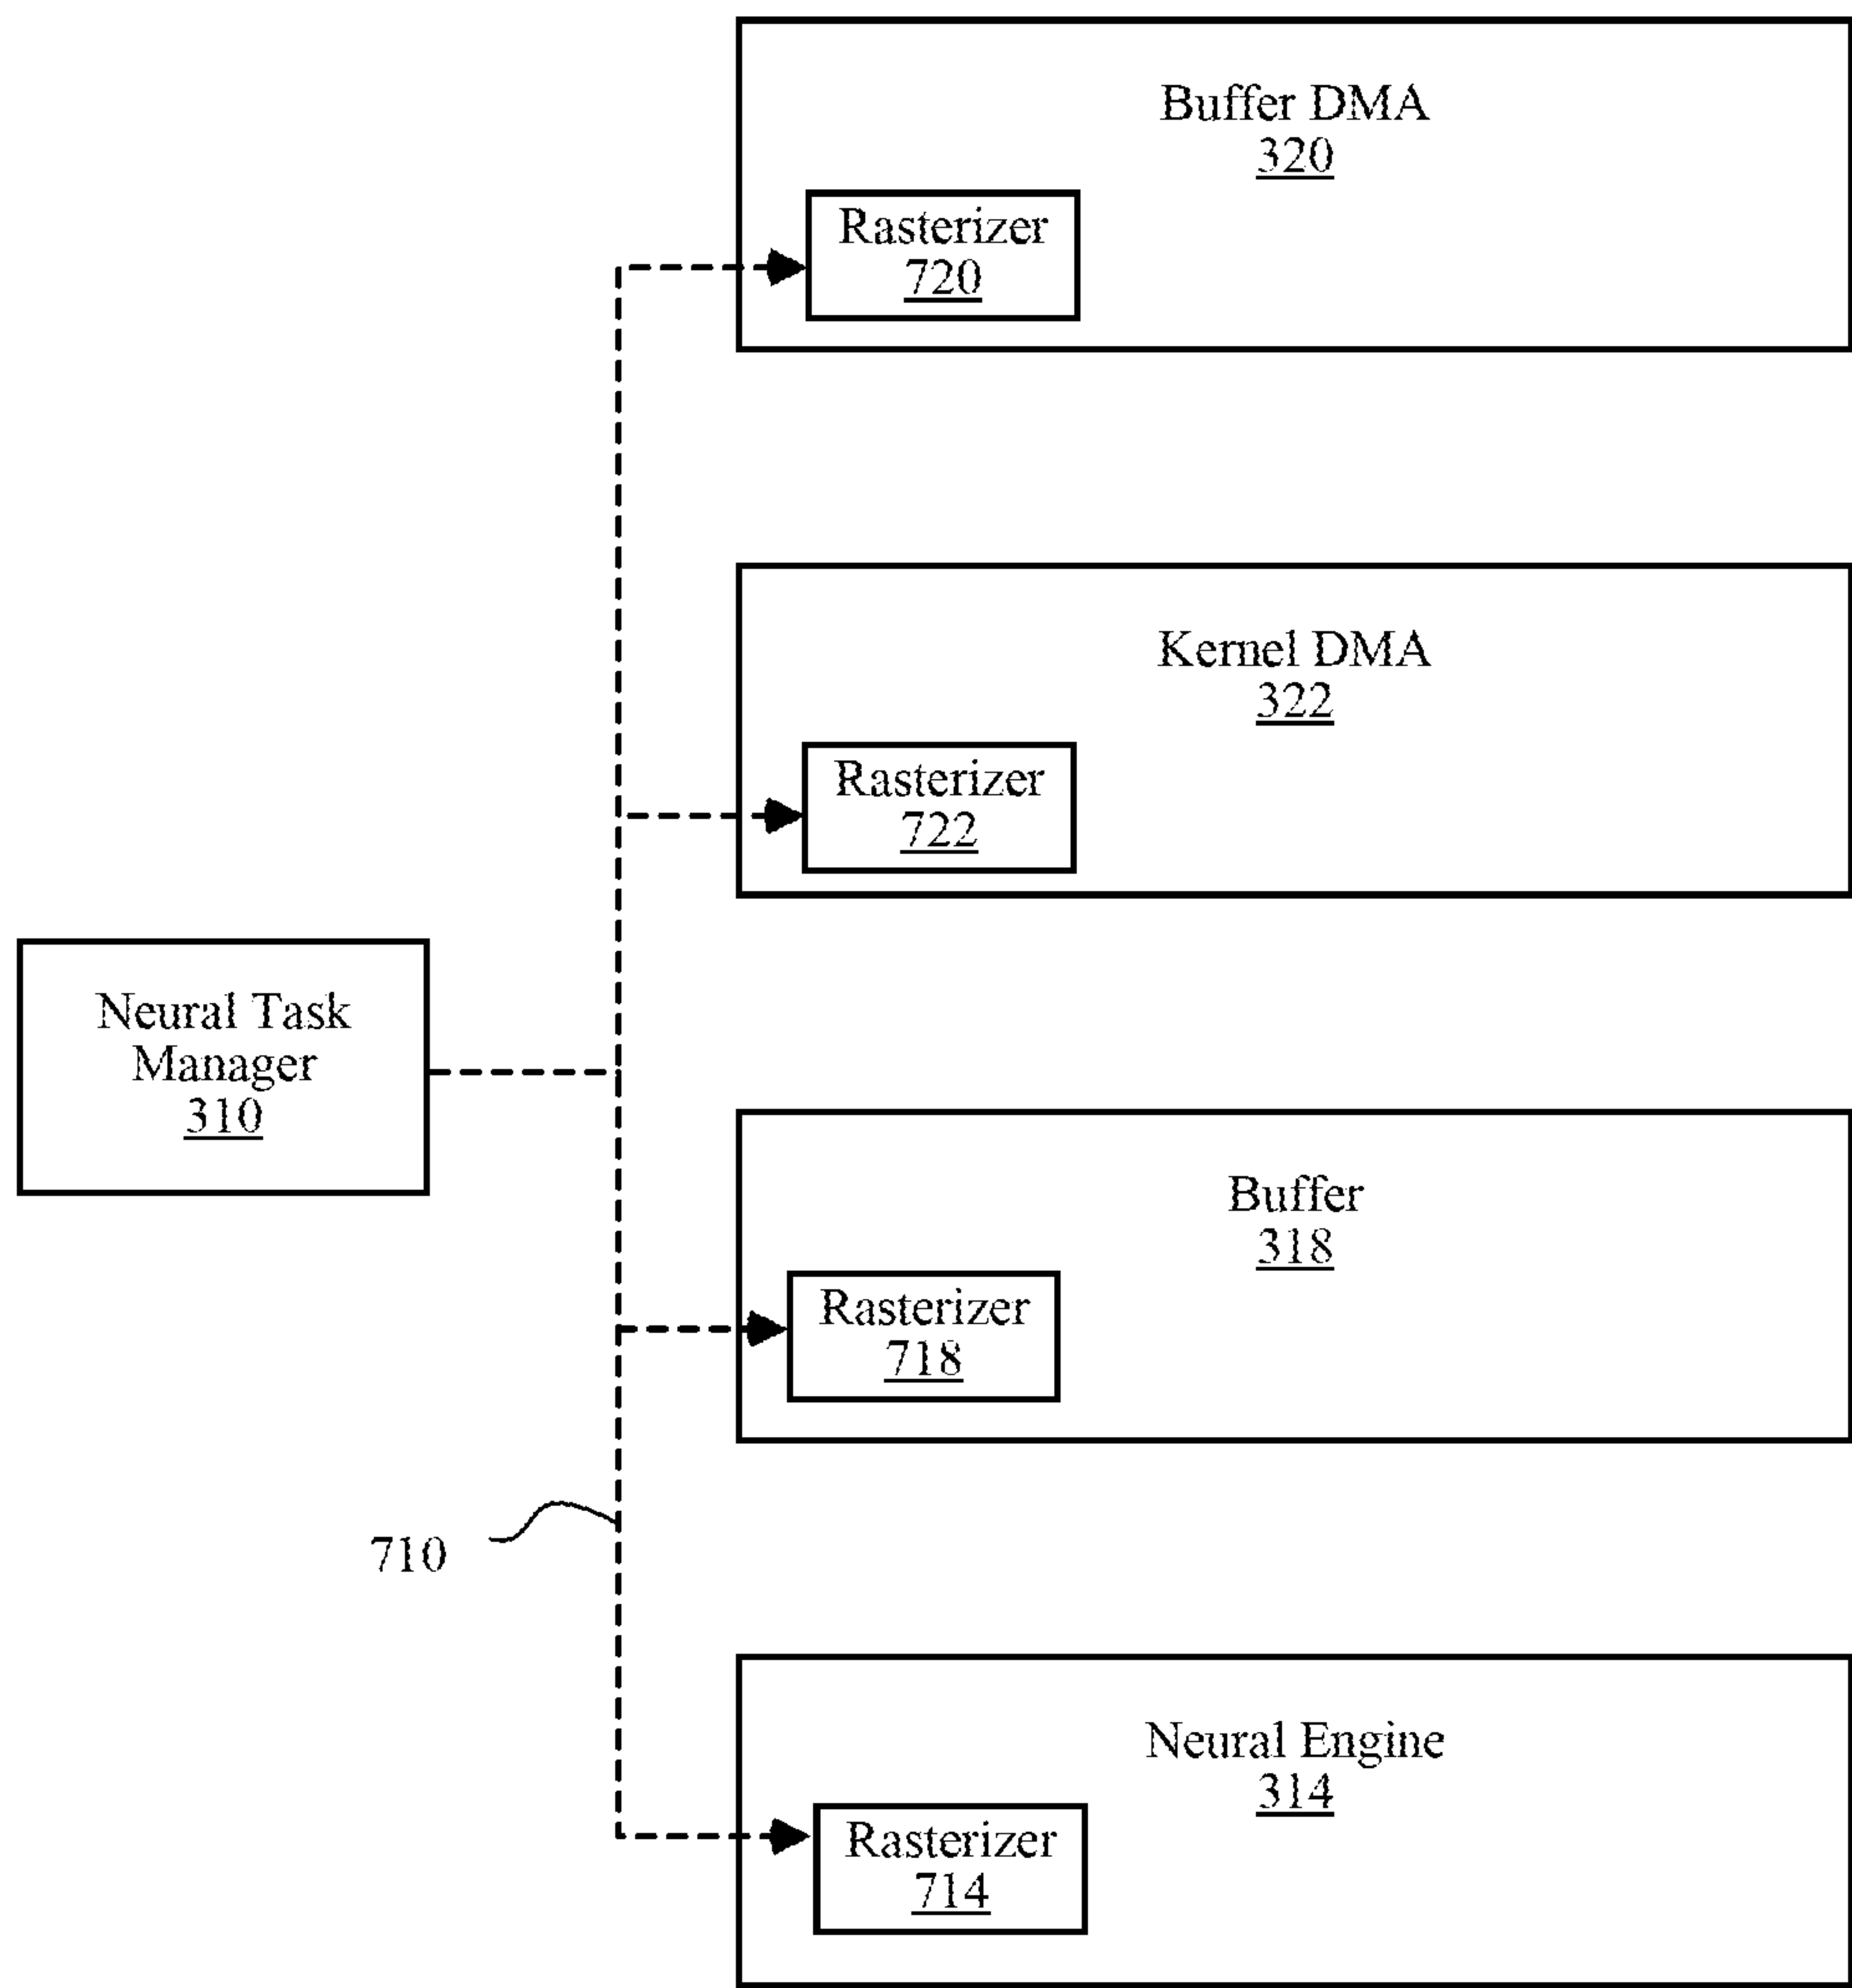 Buffer DMA
320
Rasterizer
720
Kernel DMA
322
Rasterizer
722
Neural Task
Manager
310
Buffer
318
Rasterizer
718
710
Neural Engine
314
Rasterizer
714